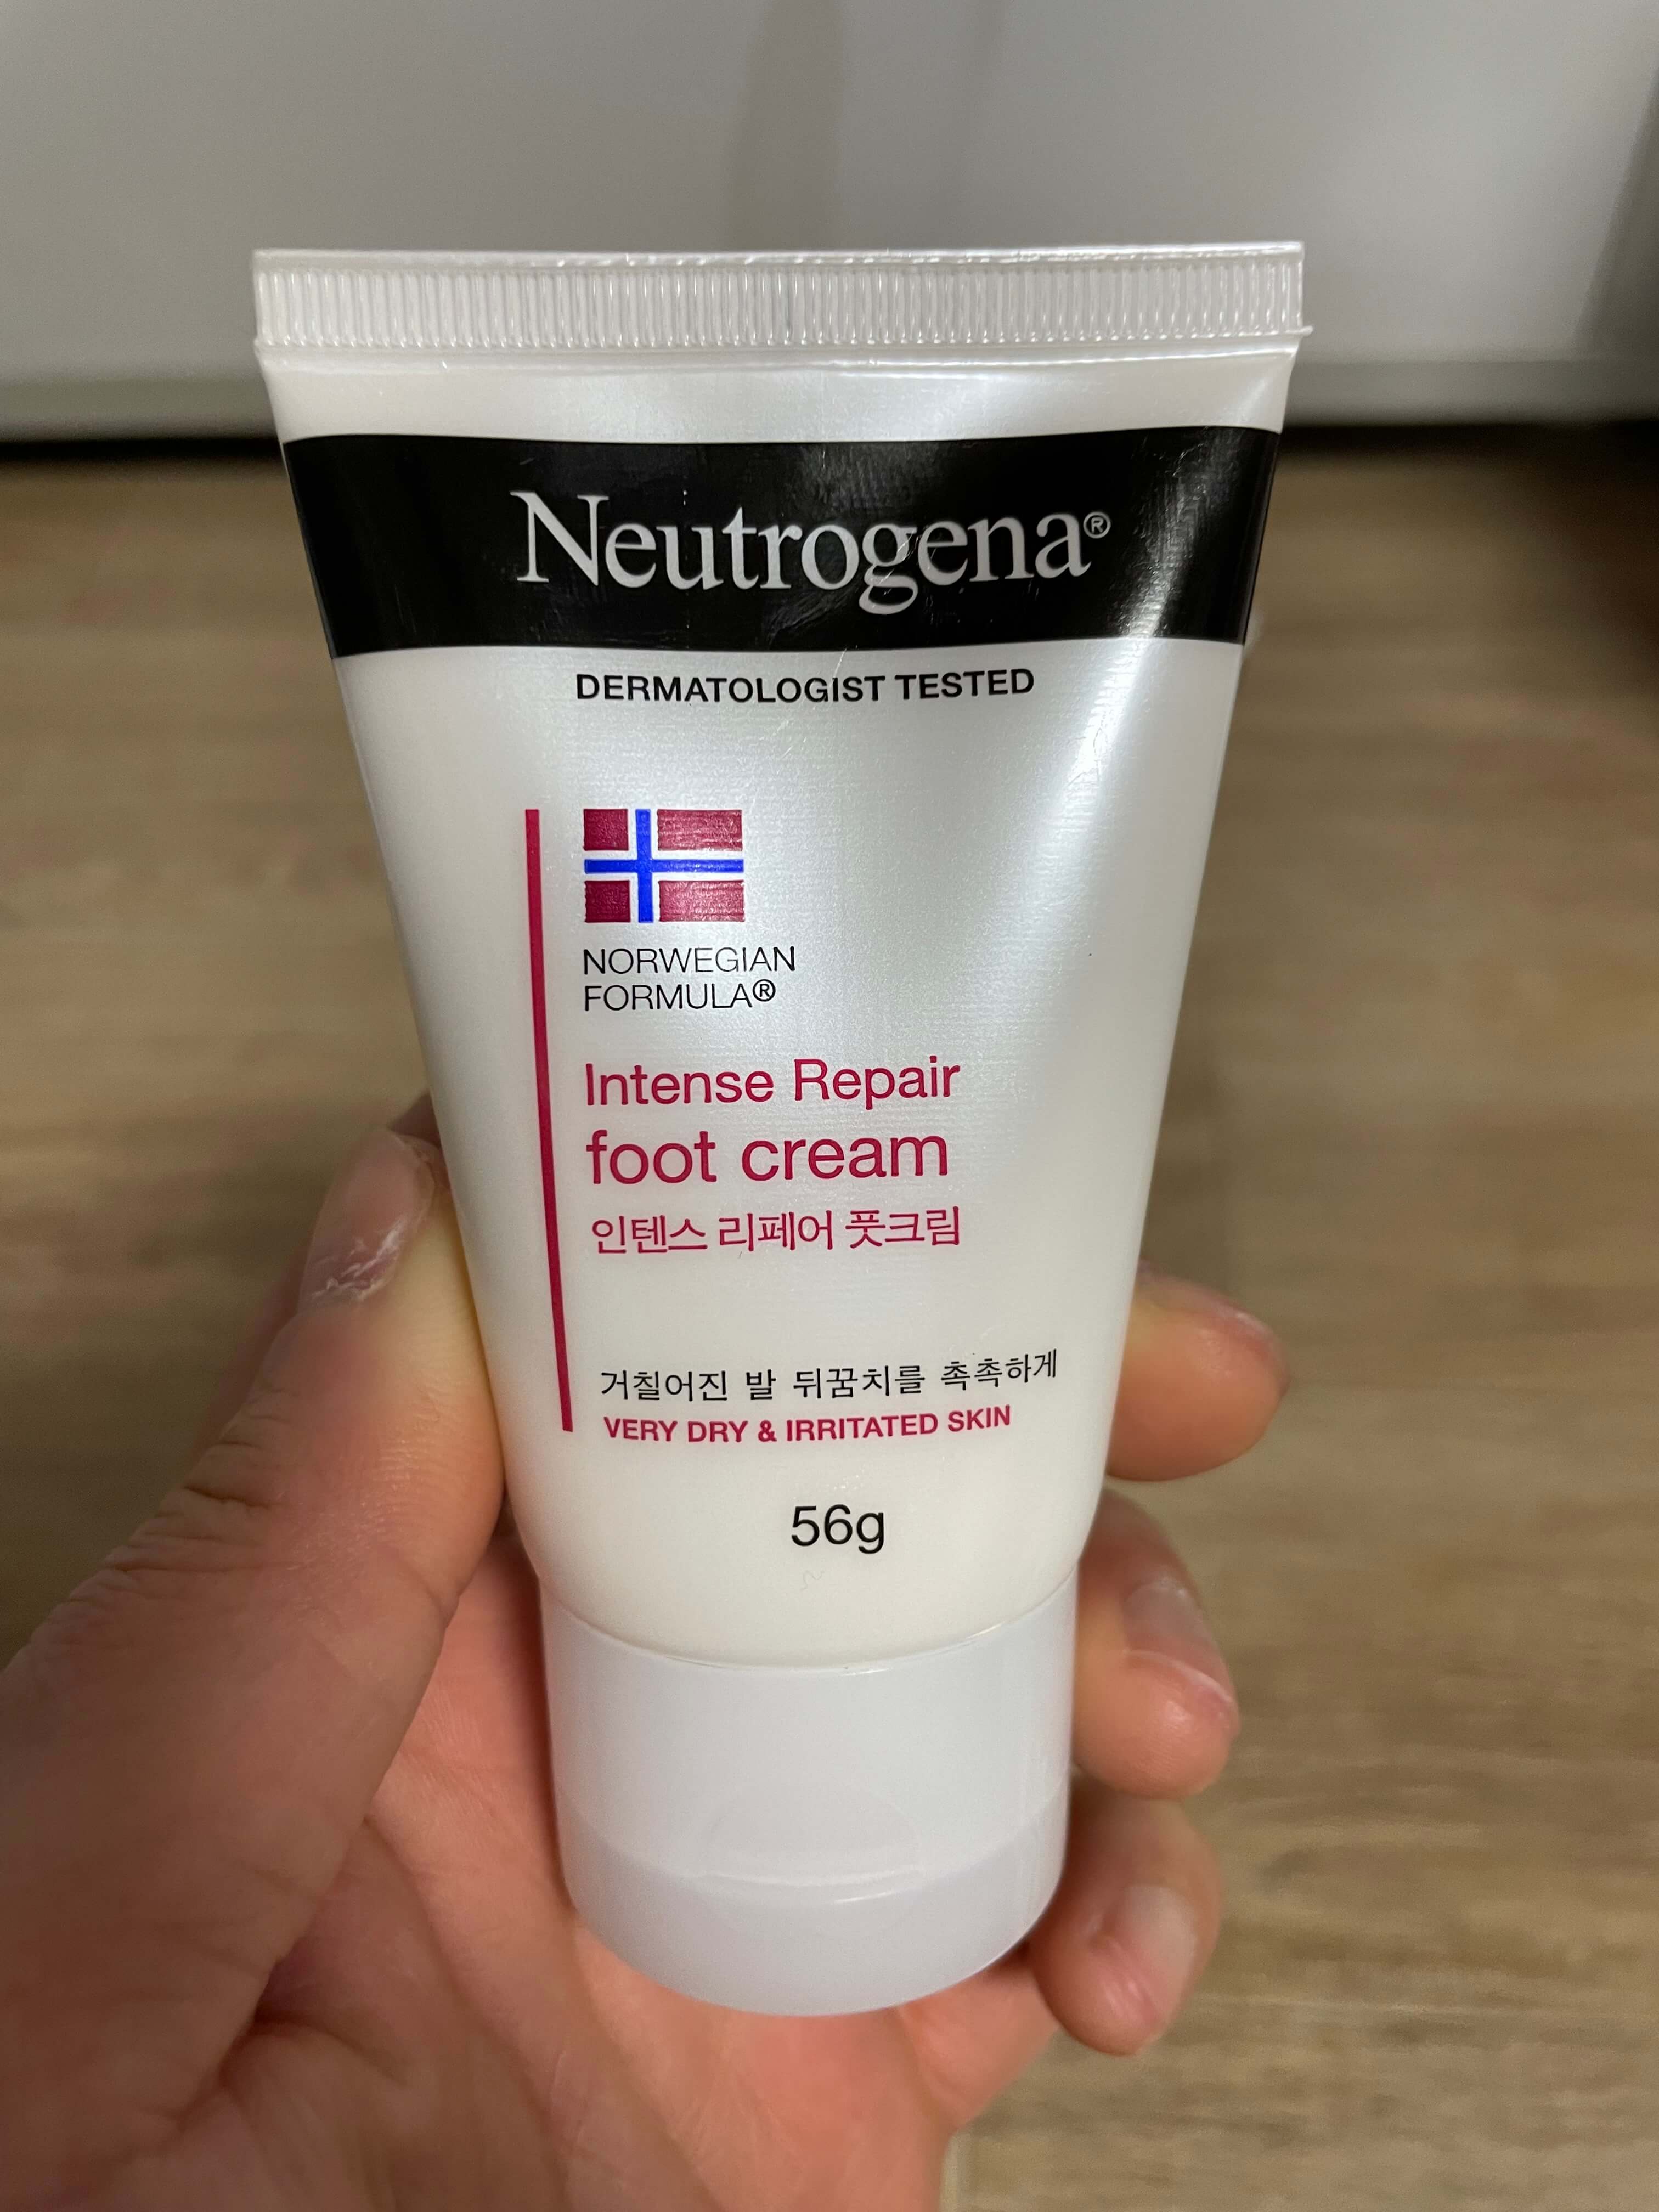 Neutrogena®
DERMATOLOGIST TESTED
NORWEGIAN
FORMULA®
Intense Repair
foot cream
인텐스 리페어 풋크림
거칠어진 발 뒤꿈치를 촉촉하게
VERY DRY & IRRITATED SKIN
56g